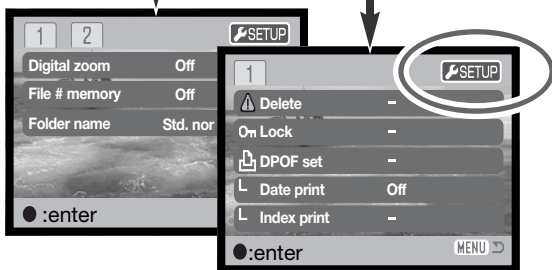 1 2 SETUP
Digital zoom Off
File # memory Off
Folder name Std. nor
:enter
1 SETUP
Delete –
Lock –
DPOF set –
Date print Off
Index print –
:enter MENU